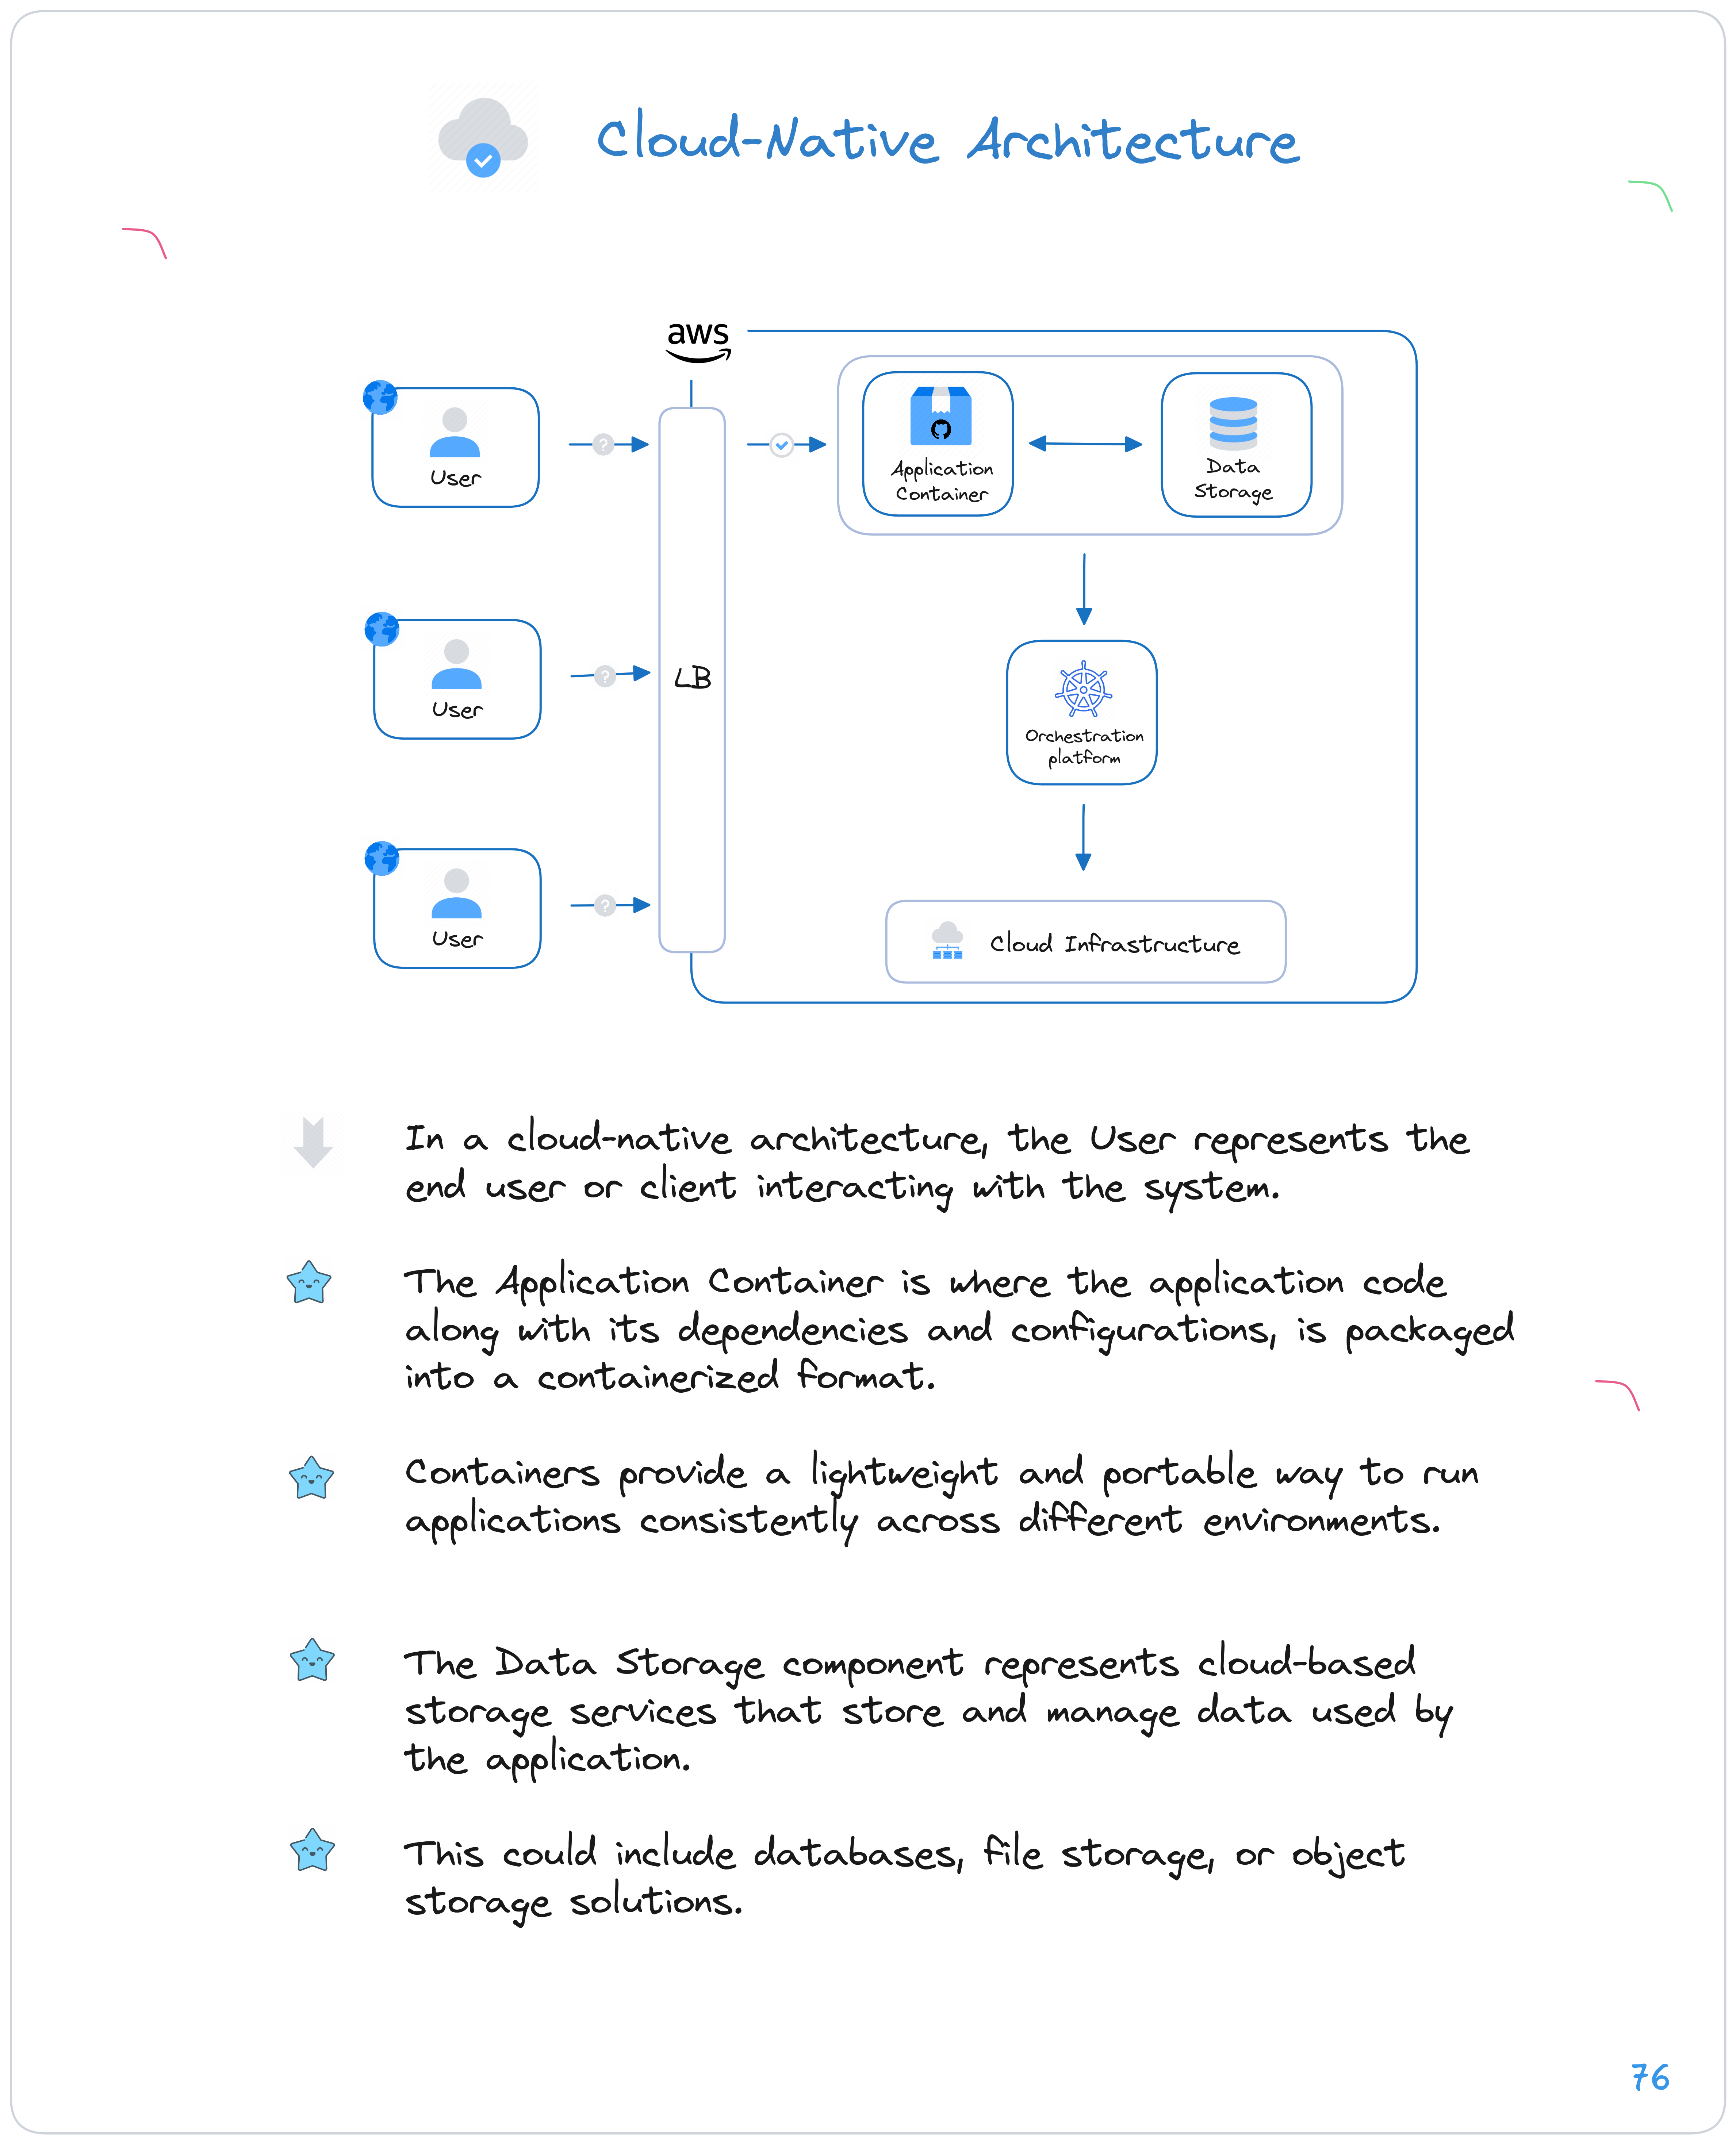 Cloud-Native Architecture
aws
User
Application
Container
Data
Storage
User
LB
Orchestration
platform
User
Cloud Infrastructure
In a cloud-native architecture, the User represents the
end user or client interacting with the system.
The Application Container is where the application code
along with its dependencies and configurations, is packaged
into a containerized format.
Containers provide a lightweight and portable way to run
applications consistently across different environments.
The Data Storage component represents cloud-based
storage services that store and manage data used by
the application.
This could include databases, file storage, or object
storage solutions.
76